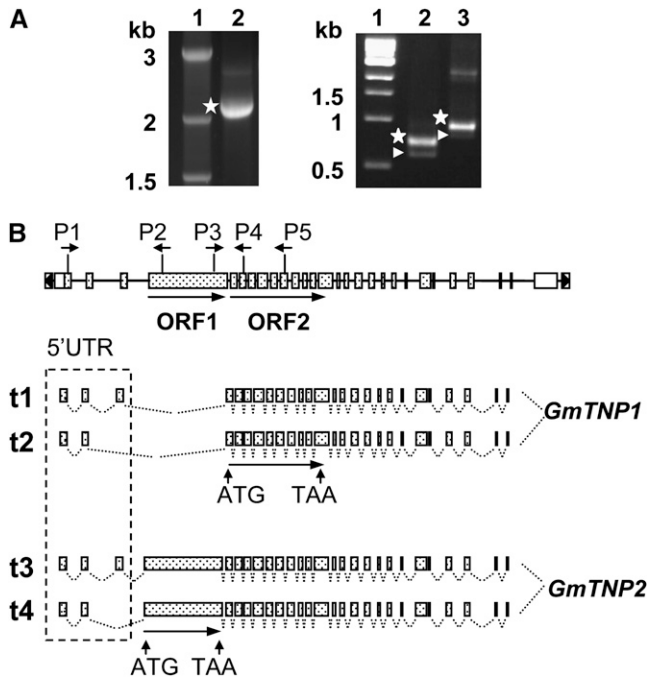 A
kb 1 2
3
2
1.5
kb 1 2 3
1.5
1
0.5
B
P1 P2 P3 P4 P5
ORF1 ORF2
5'UTR
t1
GmTNP1
t2
ATG TAA
t3
GmTNP2
t4
ATG TAA